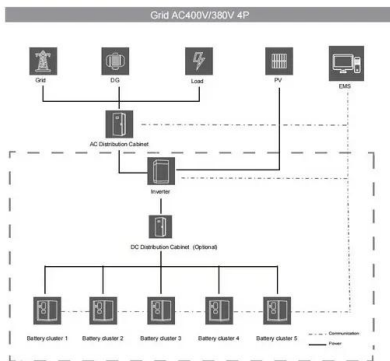 Grid AC400V/380V 4P
Grid
DG
Load
PV
EMS
AC Distribution Cabinet
Inverter
DC Distribution Cabinet (Optional)
Battery cluster 1
Battery cluster 2
Battery cluster 3
Battery cluster 4
Battery cluster 5
Communication
Power